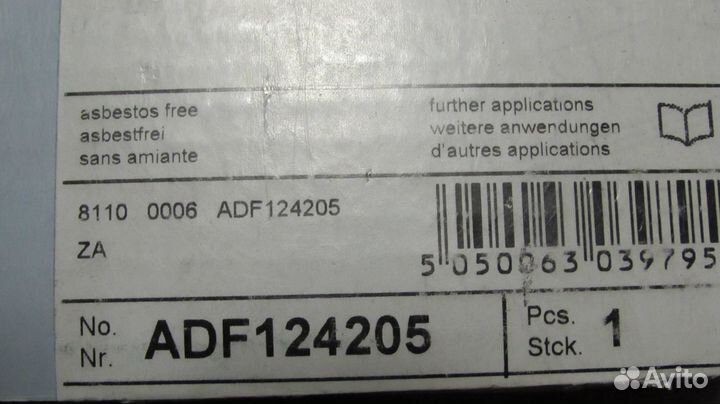 asbestos free
asbestfrei
sans amiante
further applications
weitere anwendungen
d'autres applications
8110 0006 ADF124205
ZA
5 050063 039795
No.
Nr.
ADF124205
Pcs.
Stck.
1
Avito